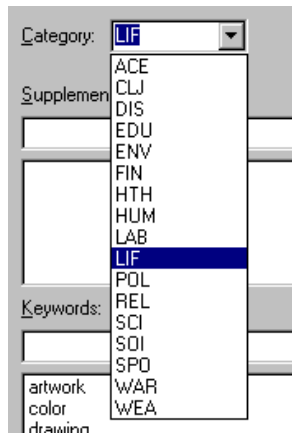 Category: LIF
ACE
CLJ
Supplemen
DIS
EDU
ENV
FIN
HTH
HUM
LAB
LIF
POL
Keywords:
REL
SCI
SOI
SPO
artwork
WAR
color
WEA
drawing